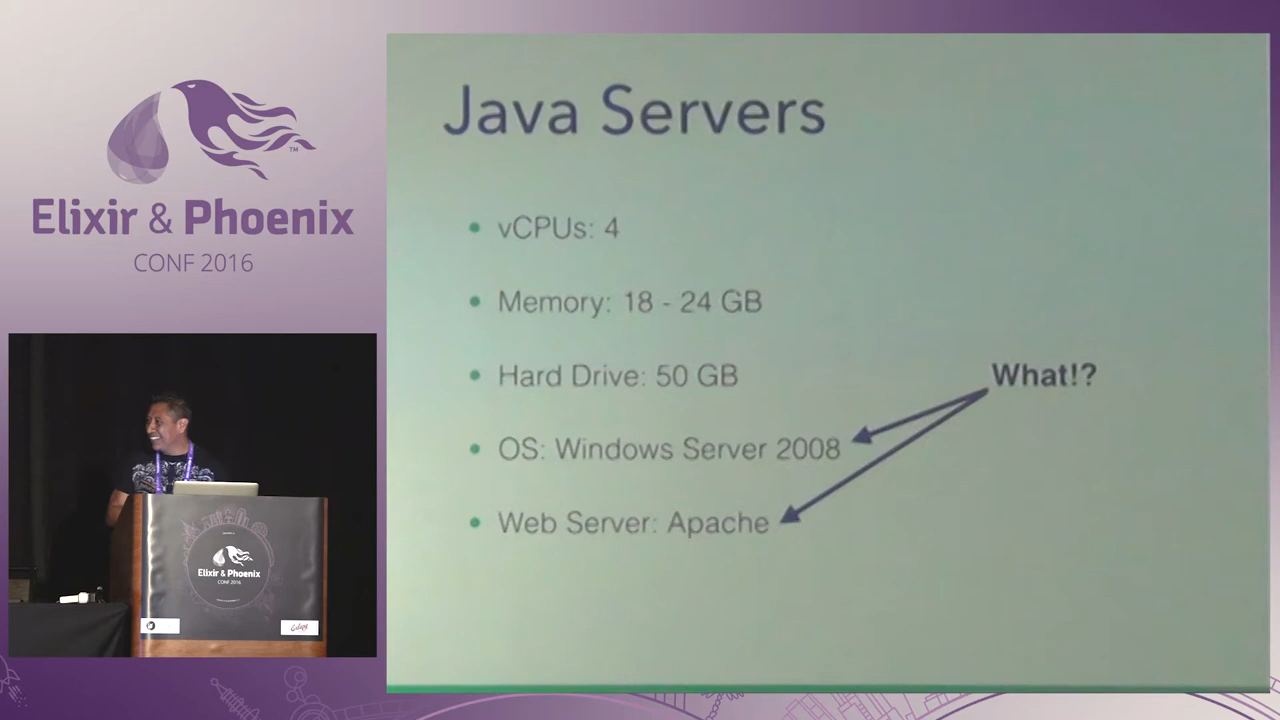 TM
Elixir & Phoenix
CONF 2016
Java Servers
• vCPUs: 4
• Memory: 18 - 24 GB
• Hard Drive: 50 GB
What!?
• OS: Windows Server 2008
• Web Server: Apache
Elixir & Phoenix
CONF 2016